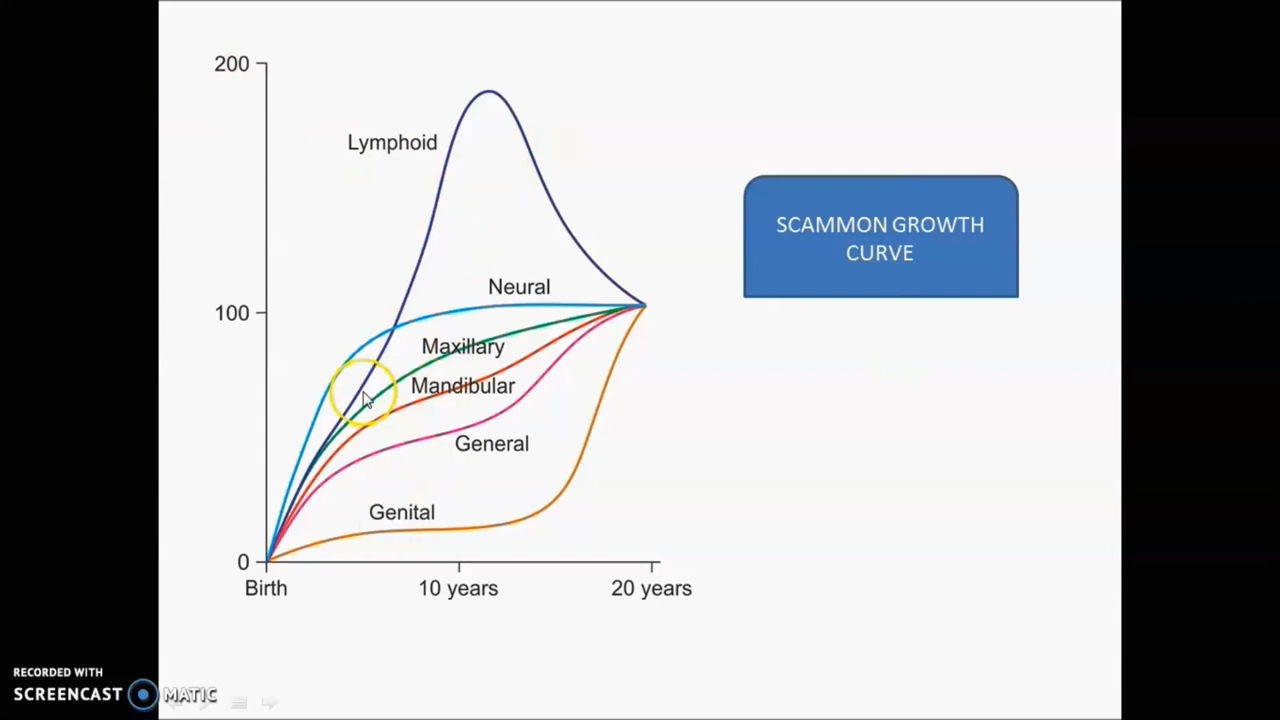 200
Lymphoid
SCAMMON GROWTH
CURVE
Neural
100
Maxillary
Mandibular
General
Genital
0
Birth 10 years 20 years
RECORDED WITH
SCREENCAST MATIC